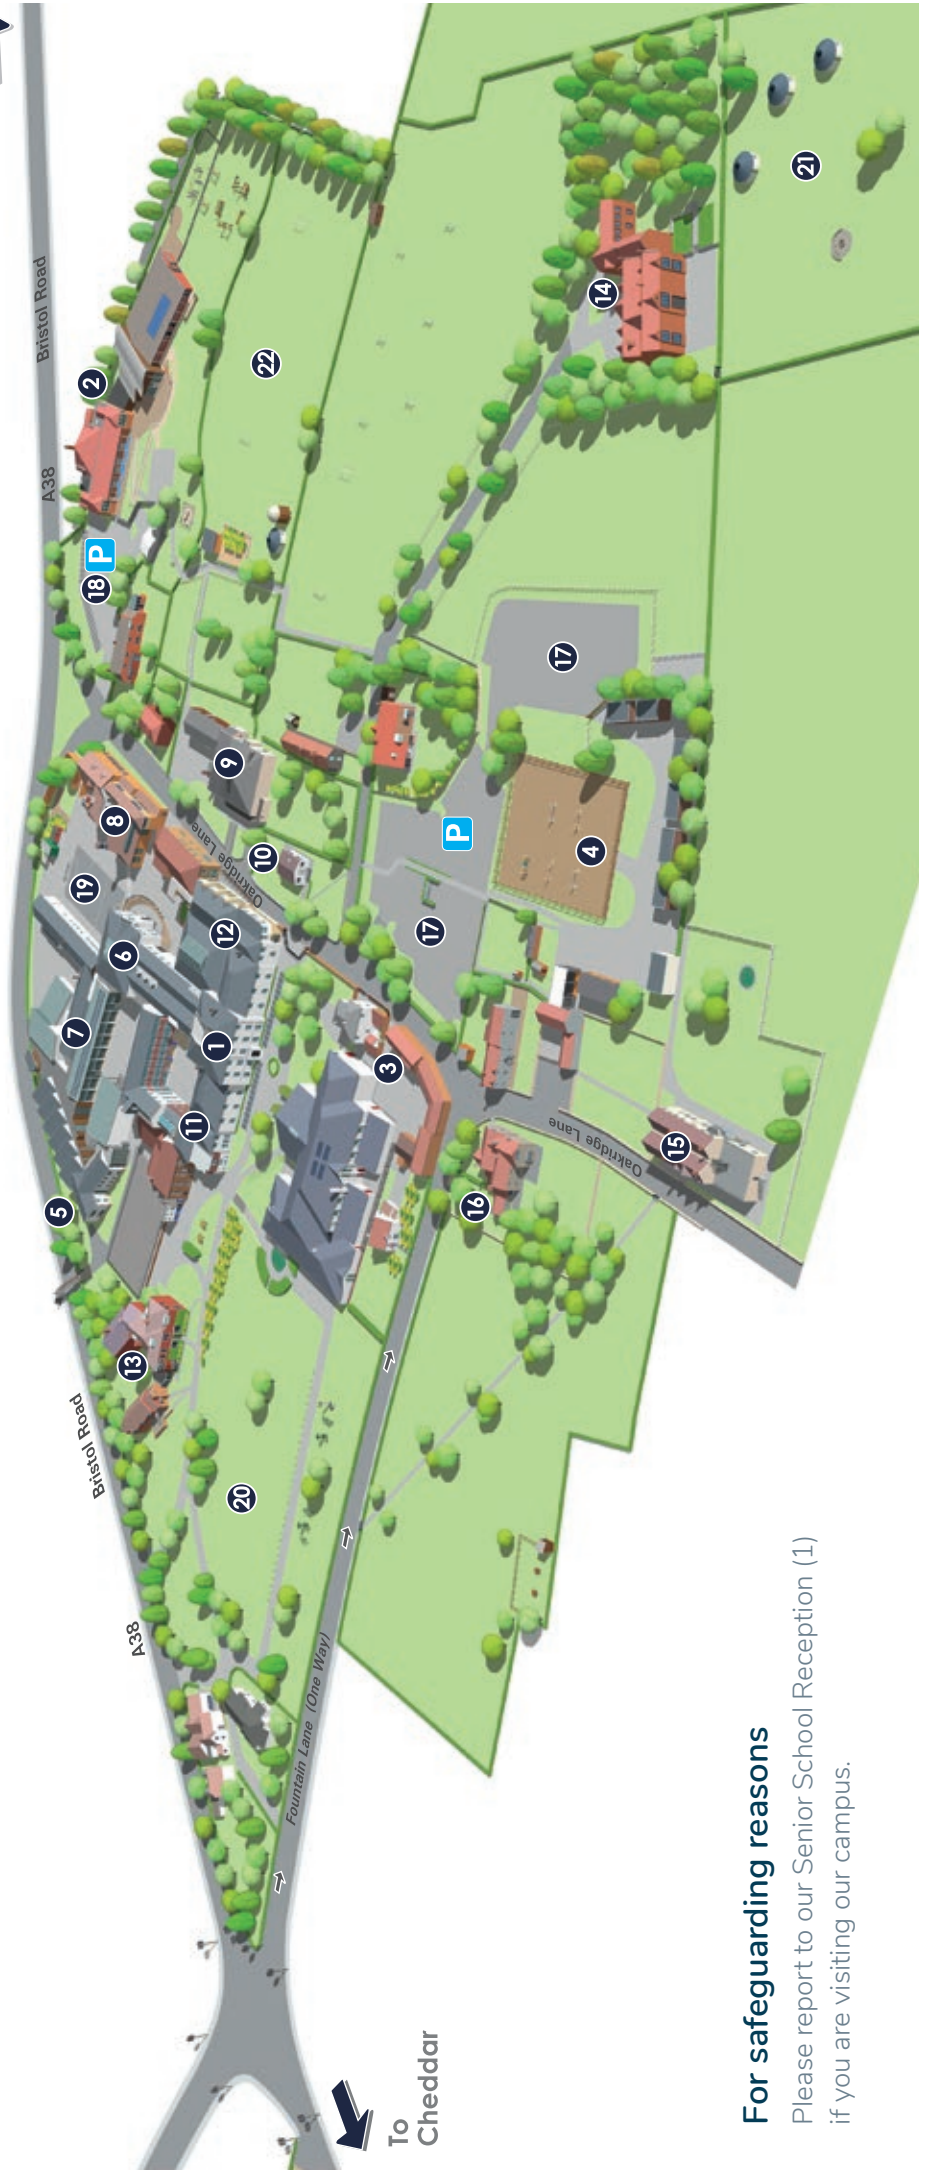 Bristol Road
A38
2
22
14
21
P
18
17
9
8
10
Oakridge Lane
19
6
12
7
1
11
5
P
4
17
3
15
16
Oakridge Lane
13
Bristol Road
20
A38
Fountain Lane (One Way)
To
Cheddar
For safeguarding reasons
Please report to our Senior School Reception (1)
if you are visiting our campus.